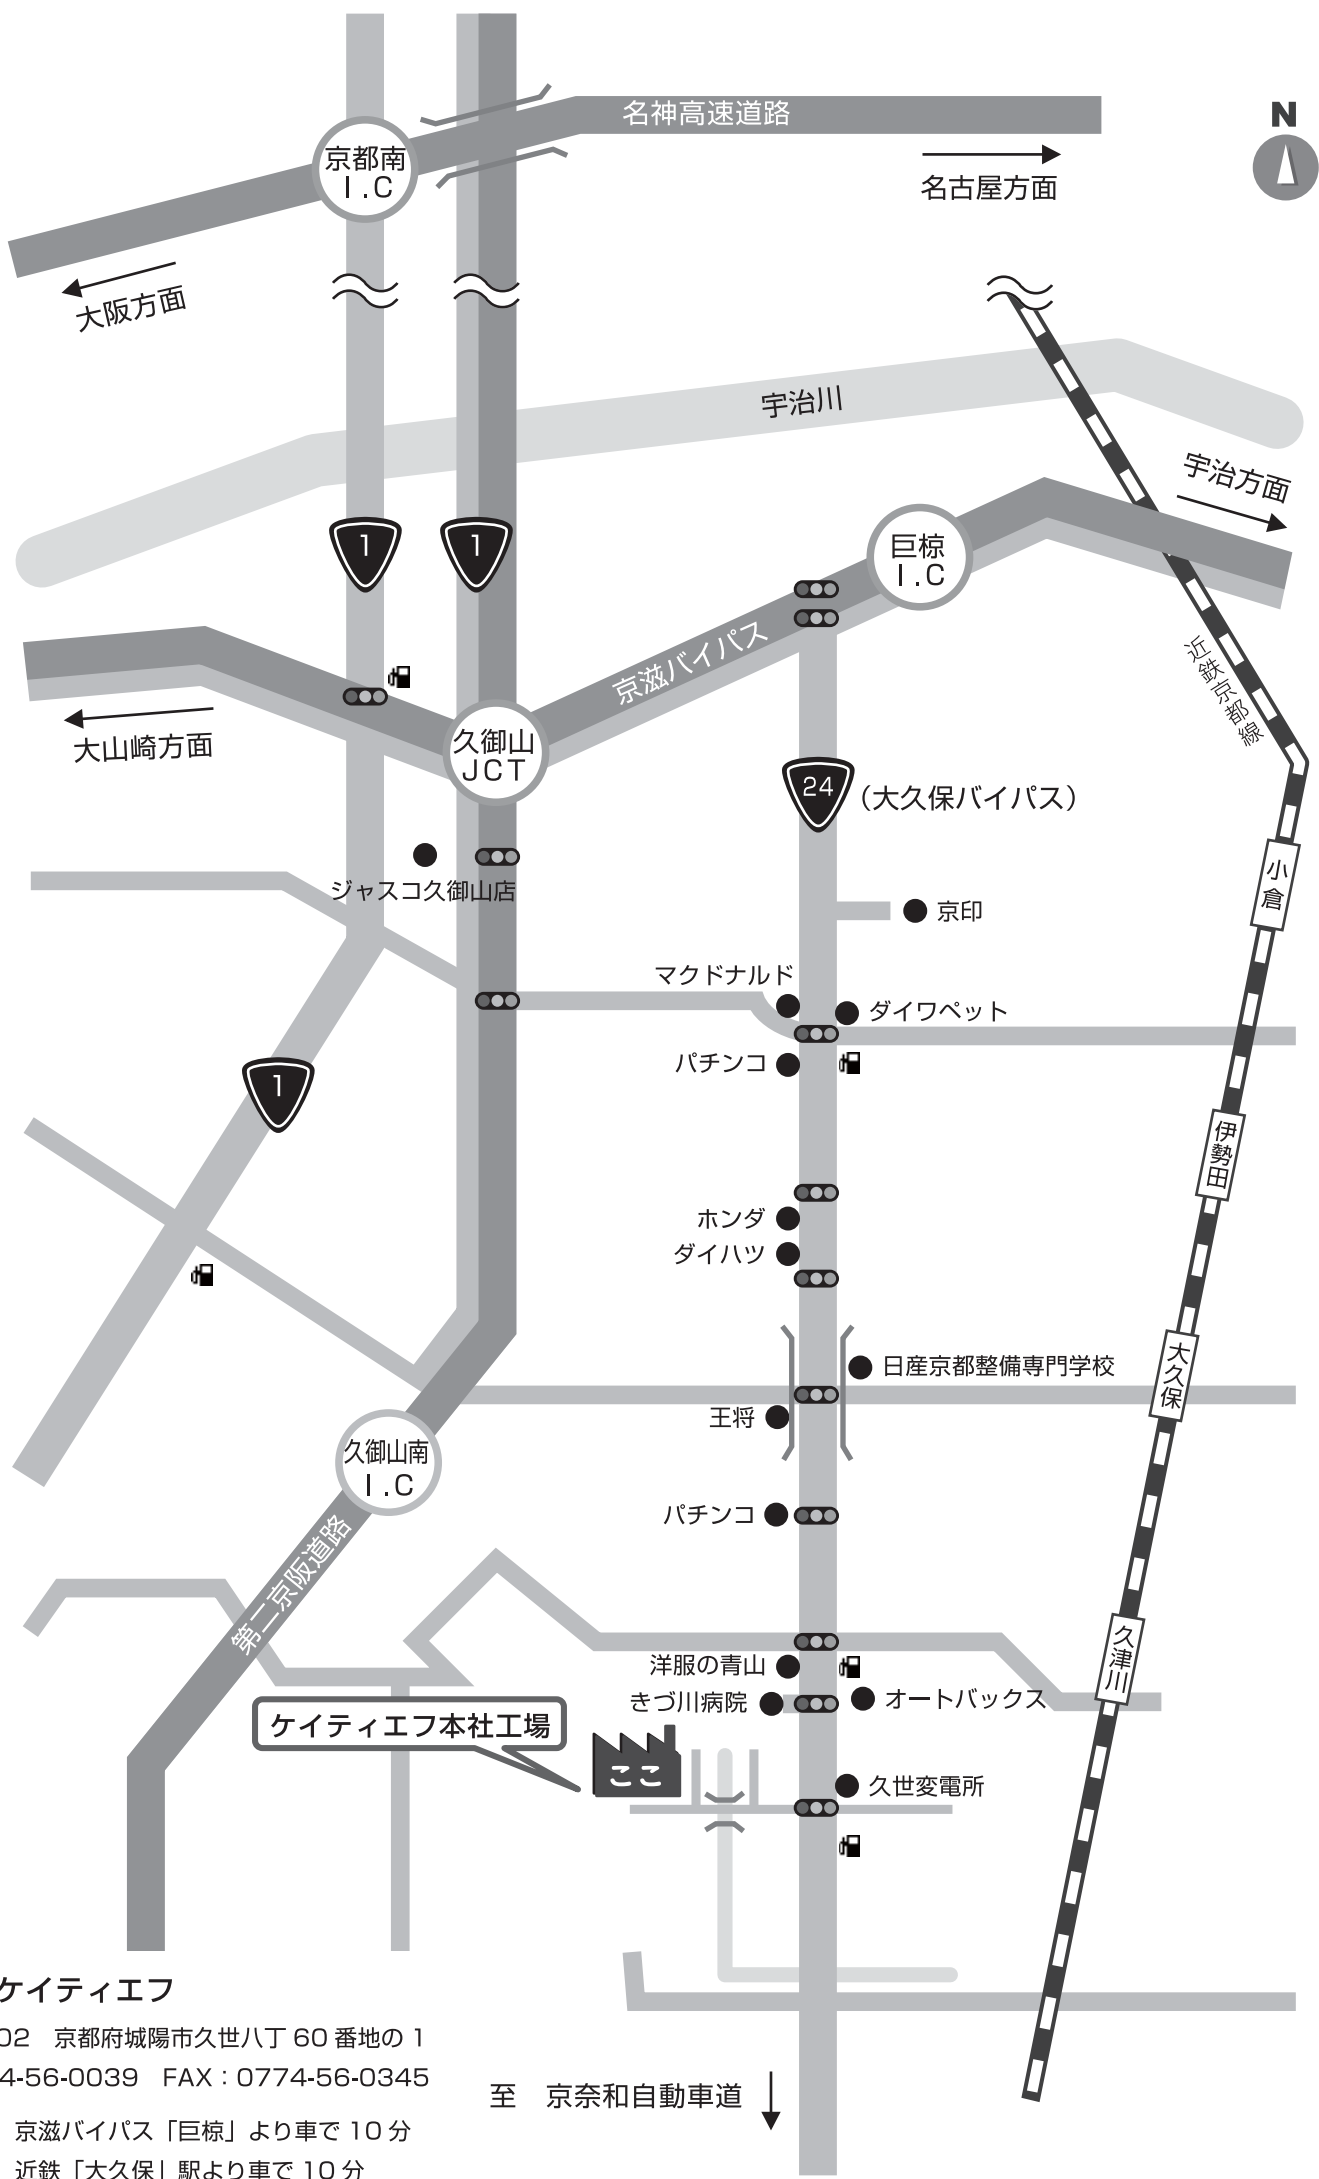 名神高速道路
N
京都南
I.C
名古屋方面
大阪方面
宇治川
宇治方面
1
1
巨椋
I.C
京滋バイパス
近鉄京都線
久御山
JCT
大山崎方面
24
(大久保バイパス)
ジャスコ久御山店
小倉
京印
マクドナルド
ダイワペット
パチンコ
1
伊勢田
ホンダ
ダイハツ
日産京都整備専門学校
大久保
王将
久御山南
I.C
パチンコ
第二京阪道路
洋服の青山
久津川
きづ川病院
オートバックス
ケイティエフ本社工場
ここ
久世変電所
ケイティエフ
02 京都府城陽市久世八丁 60 番地の 1
4-56-0039 FAX:0774-56-0345
至 京奈和自動車道
京滋バイパス「巨椋」より車で 10 分
近鉄「大久保」駅より車で 10 分